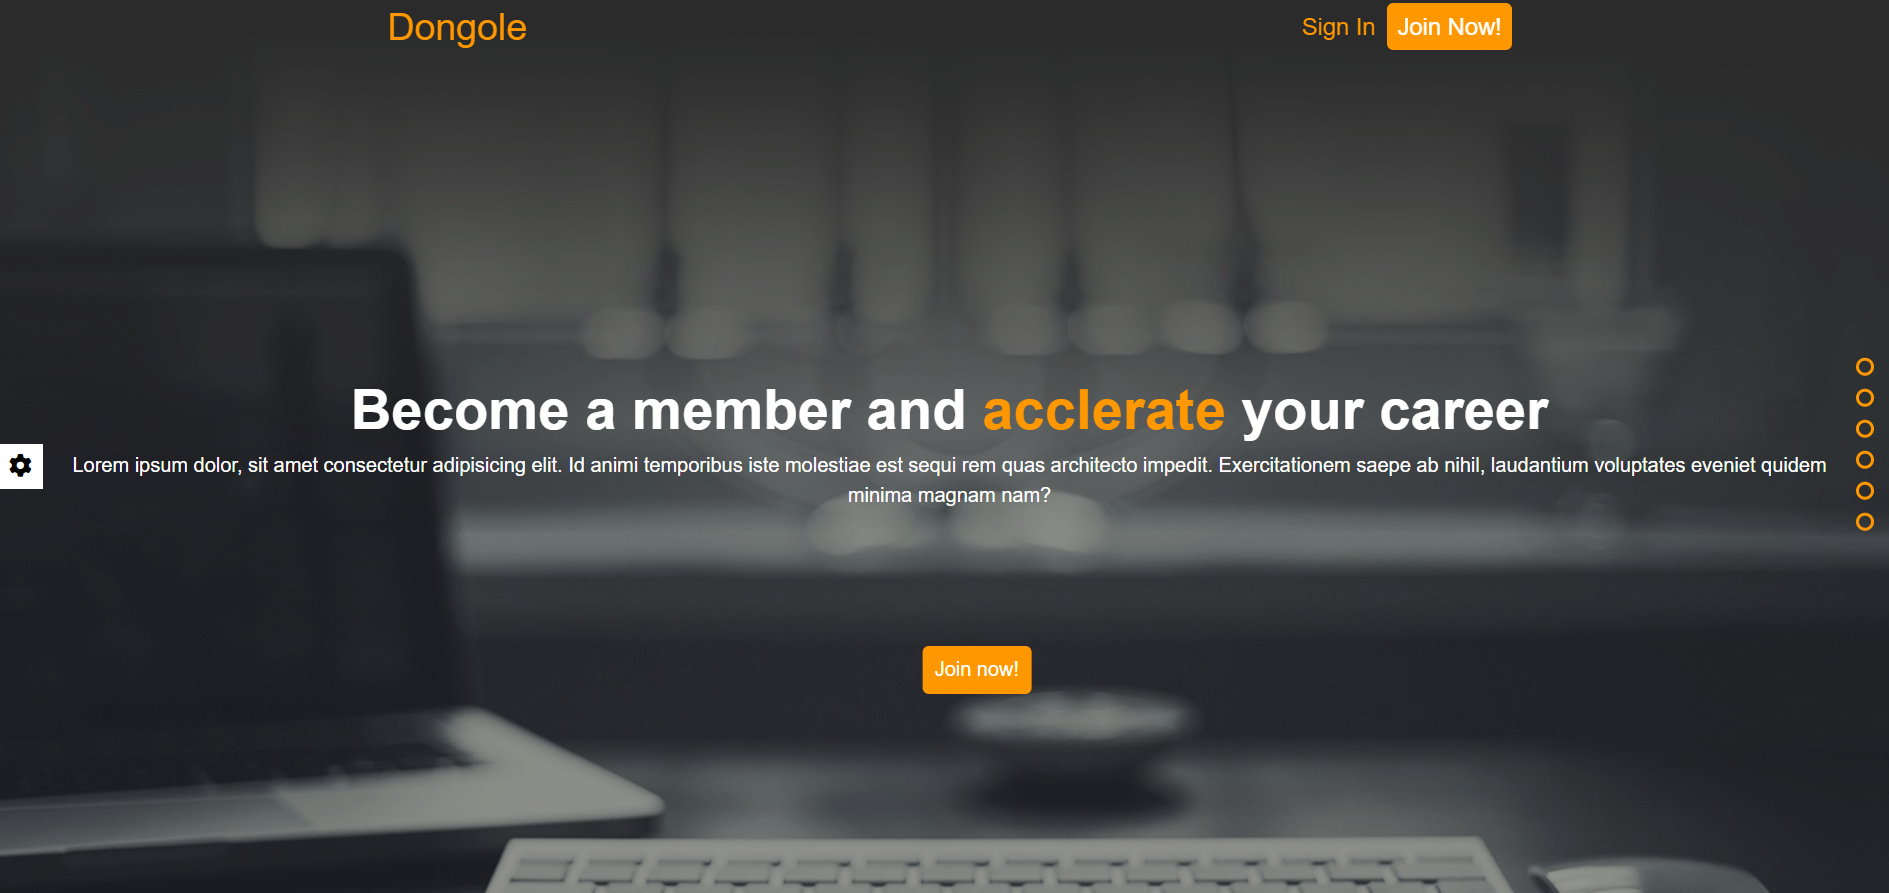 Dongole
Sign In
Join Now!
Become a member and acclerate your career
Lorem ipsum dolor, sit amet consectetur adipisicing elit. Id animi temporibus iste molestiae est sequi rem quas architecto impedit. Exercitationem saepe ab nihil, laudantium voluptates eveniet quidem
minima magnam nam?
Join now!